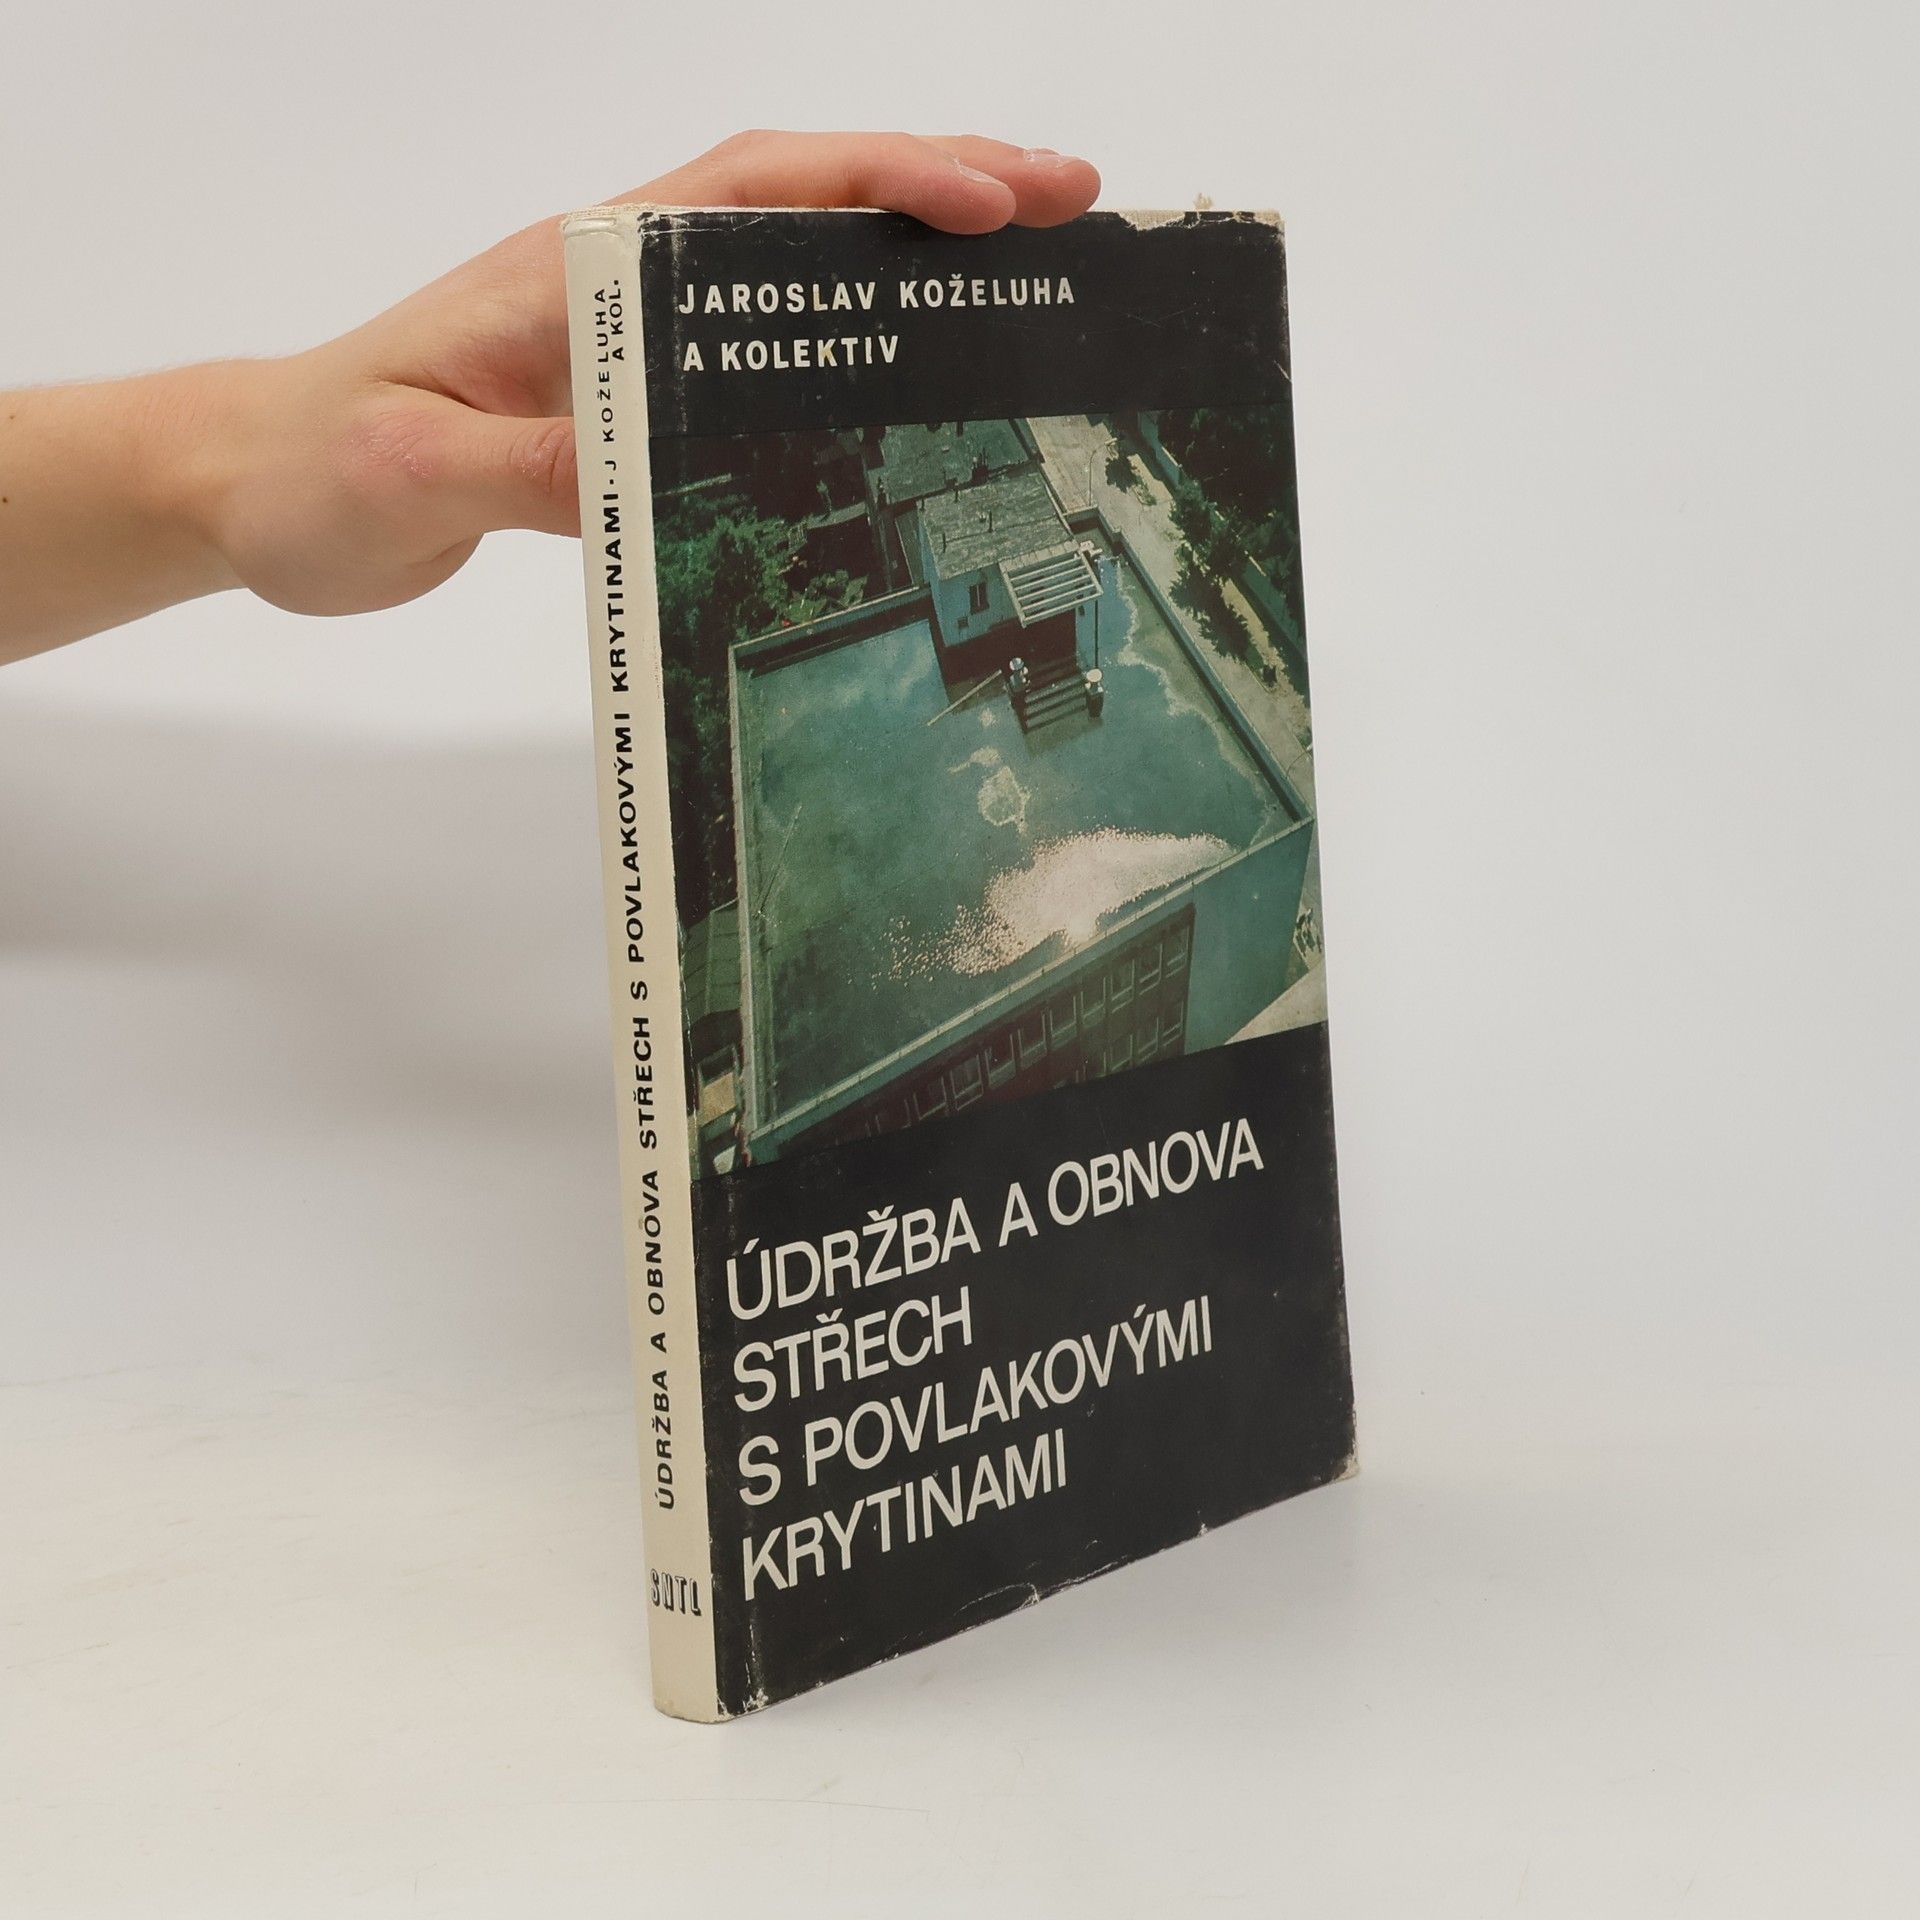 JAROSLAV KOŽELUHA
A KOLEKTIV
ÚDRŽBA A OBNOVA
STŘECH
S POVLAKOVÝMI
KRYTINAMI
ÚDRŽBA A OBNOVA STŘECH S POVLAKOVÝMI KRYTINAMI. J KOŽELUHA
A KOL.
SNTL